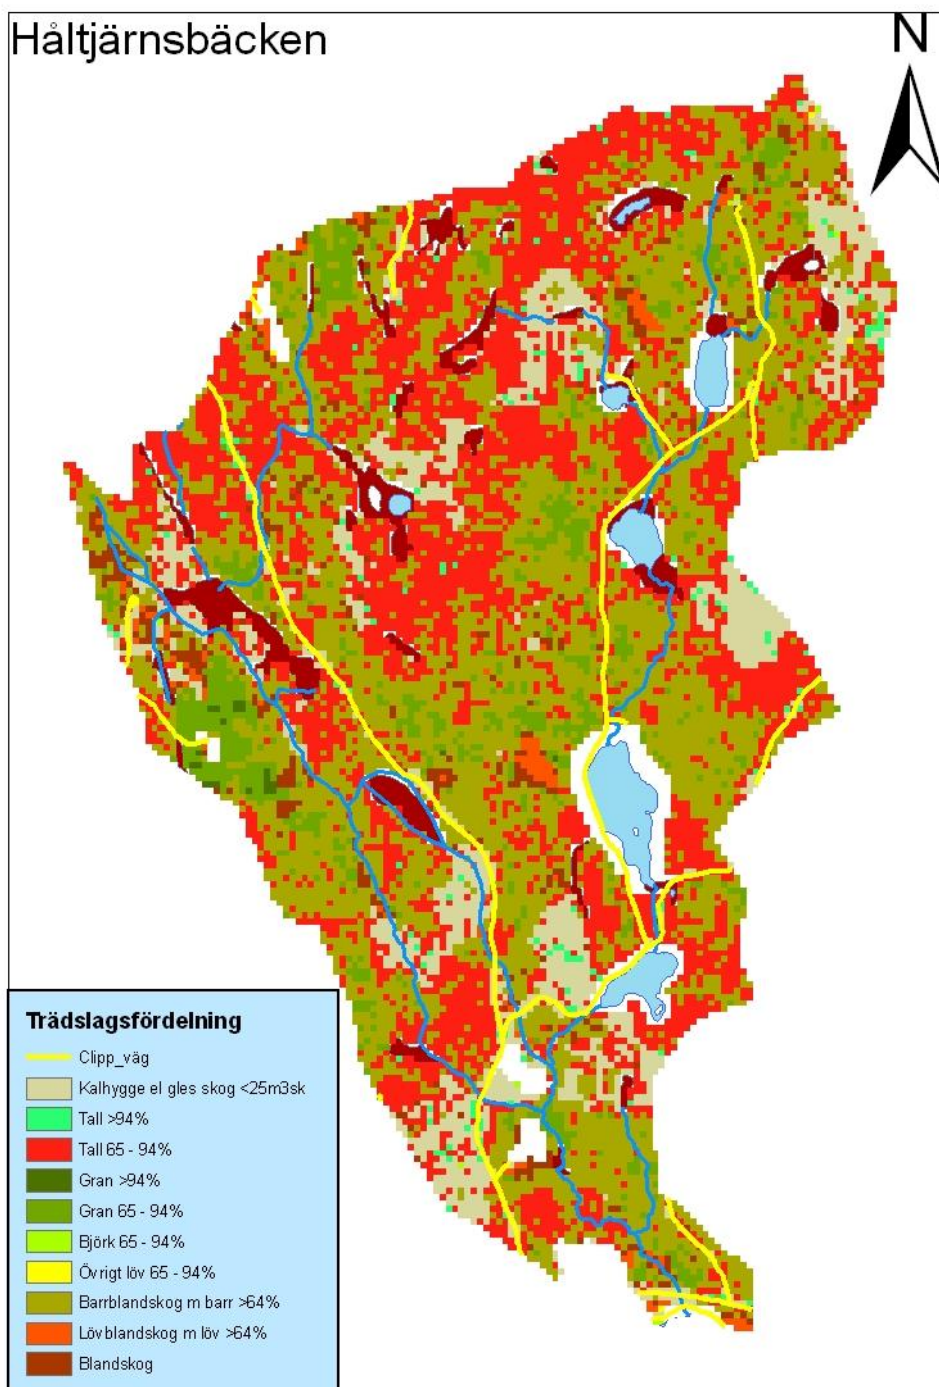 Håltjärnsbäcken
N
Trädslagsfördelning
Clipp_väg
Kalhygge el gles skog <25m3sk
Tall >94%
Tall 65 - 94%
Gran >94%
Gran 65 - 94%
Björk 65 - 94%
Övrigt löv 65 - 94%
Barrblandskog m barr >64%
Lövblandskog m löv >64%
Blandskog